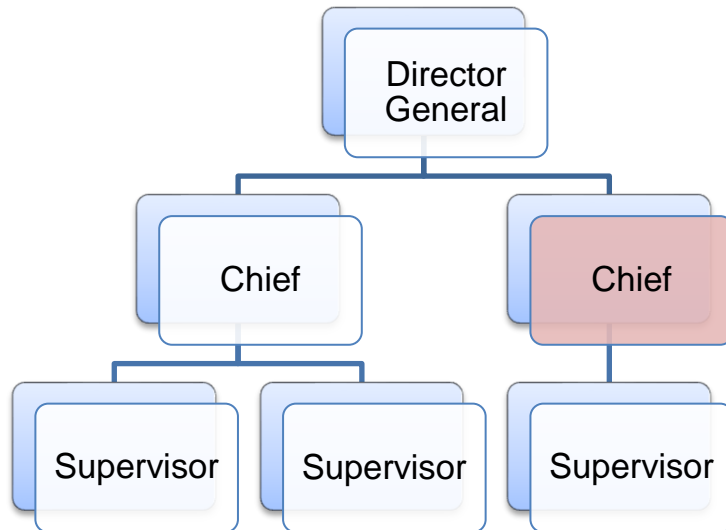 Director
General
Chief
Chief
Supervisor
Supervisor
Supervisor